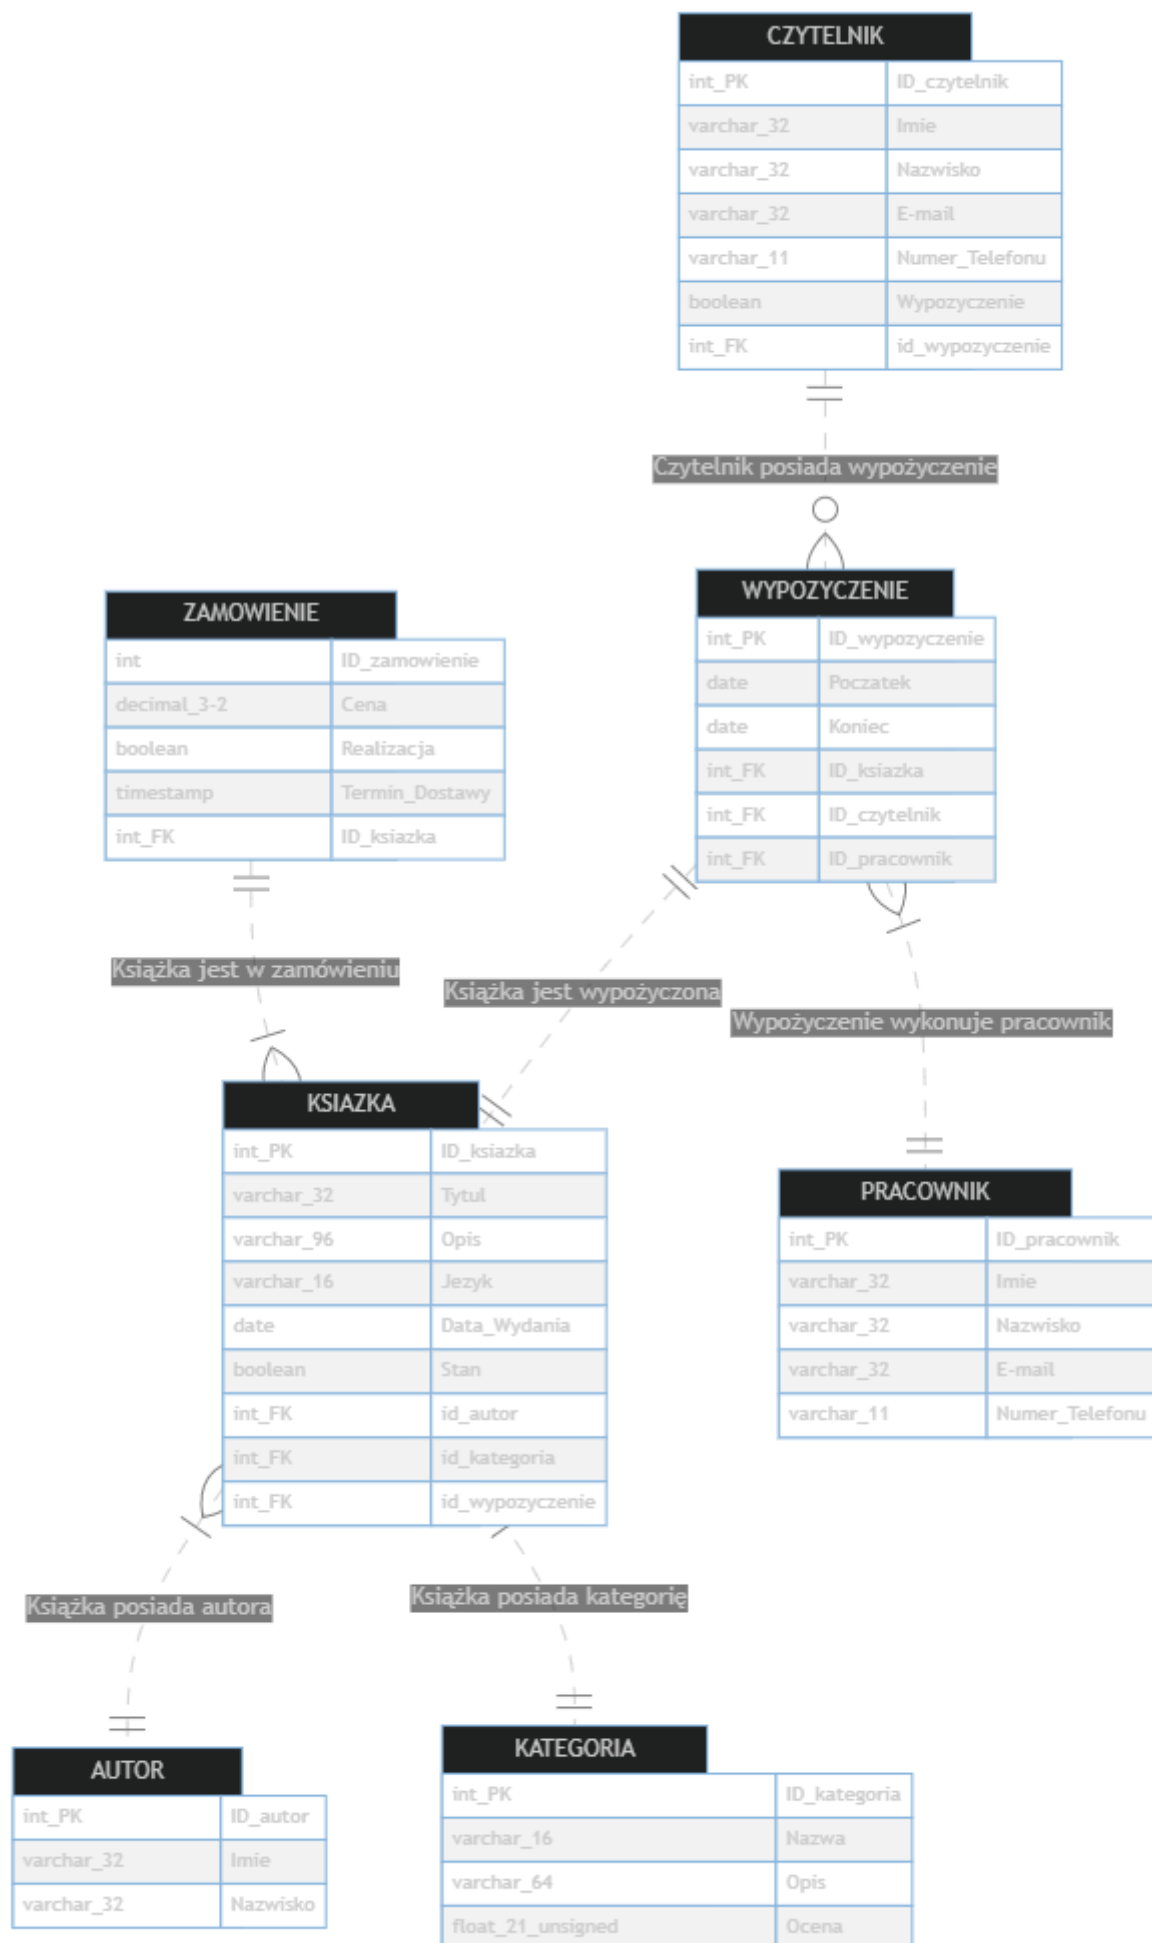 CZYTELNIK
int_PK ID_czytelnik
varchar_32 Imie
varchar_32 Nazwisko
varchar_32 E-mail
varchar_11 Numer_Telefonu
boolean Wypozyczenie
int_FK id_wypozyczenie
Czytelnik posiada wypożyczenie
ZAMOWIENIE
int ID_zamowienie
decimal_3-2 Cena
boolean Realizacja
timestamp Termin_Dostawy
int_FK ID_ksiazka
WYPOZYCZENIE
int_PK ID_wypozyczenie
date Poczatek
date Koniec
int_FK ID_ksiazka
int_FK ID_czytelnik
int_FK ID_pracownik
Książka jest w zamówieniu
Książka jest wypożyczona
Wypożyczenie wykonuje pracownik
KSIAZKA
int_PK ID_ksiazka
varchar_32 Tytul
varchar_96 Opis
varchar_16 Jezyk
date Data_Wydania
boolean Stan
int_FK id_autor
int_FK id_kategoria
int_FK id_wypozyczenie
PRACOWNIK
int_PK ID_pracownik
varchar_32 Imie
varchar_32 Nazwisko
varchar_32 E-mail
varchar_11 Numer_Telefonu
Książka posiada autora
Książka posiada kategorię
AUTOR
int_PK ID_autor
varchar_32 Imie
varchar_32 Nazwisko
KATEGORIA
int_PK ID_kategoria
varchar_16 Nazwa
varchar_64 Opis
float_21_unsigned Ocena